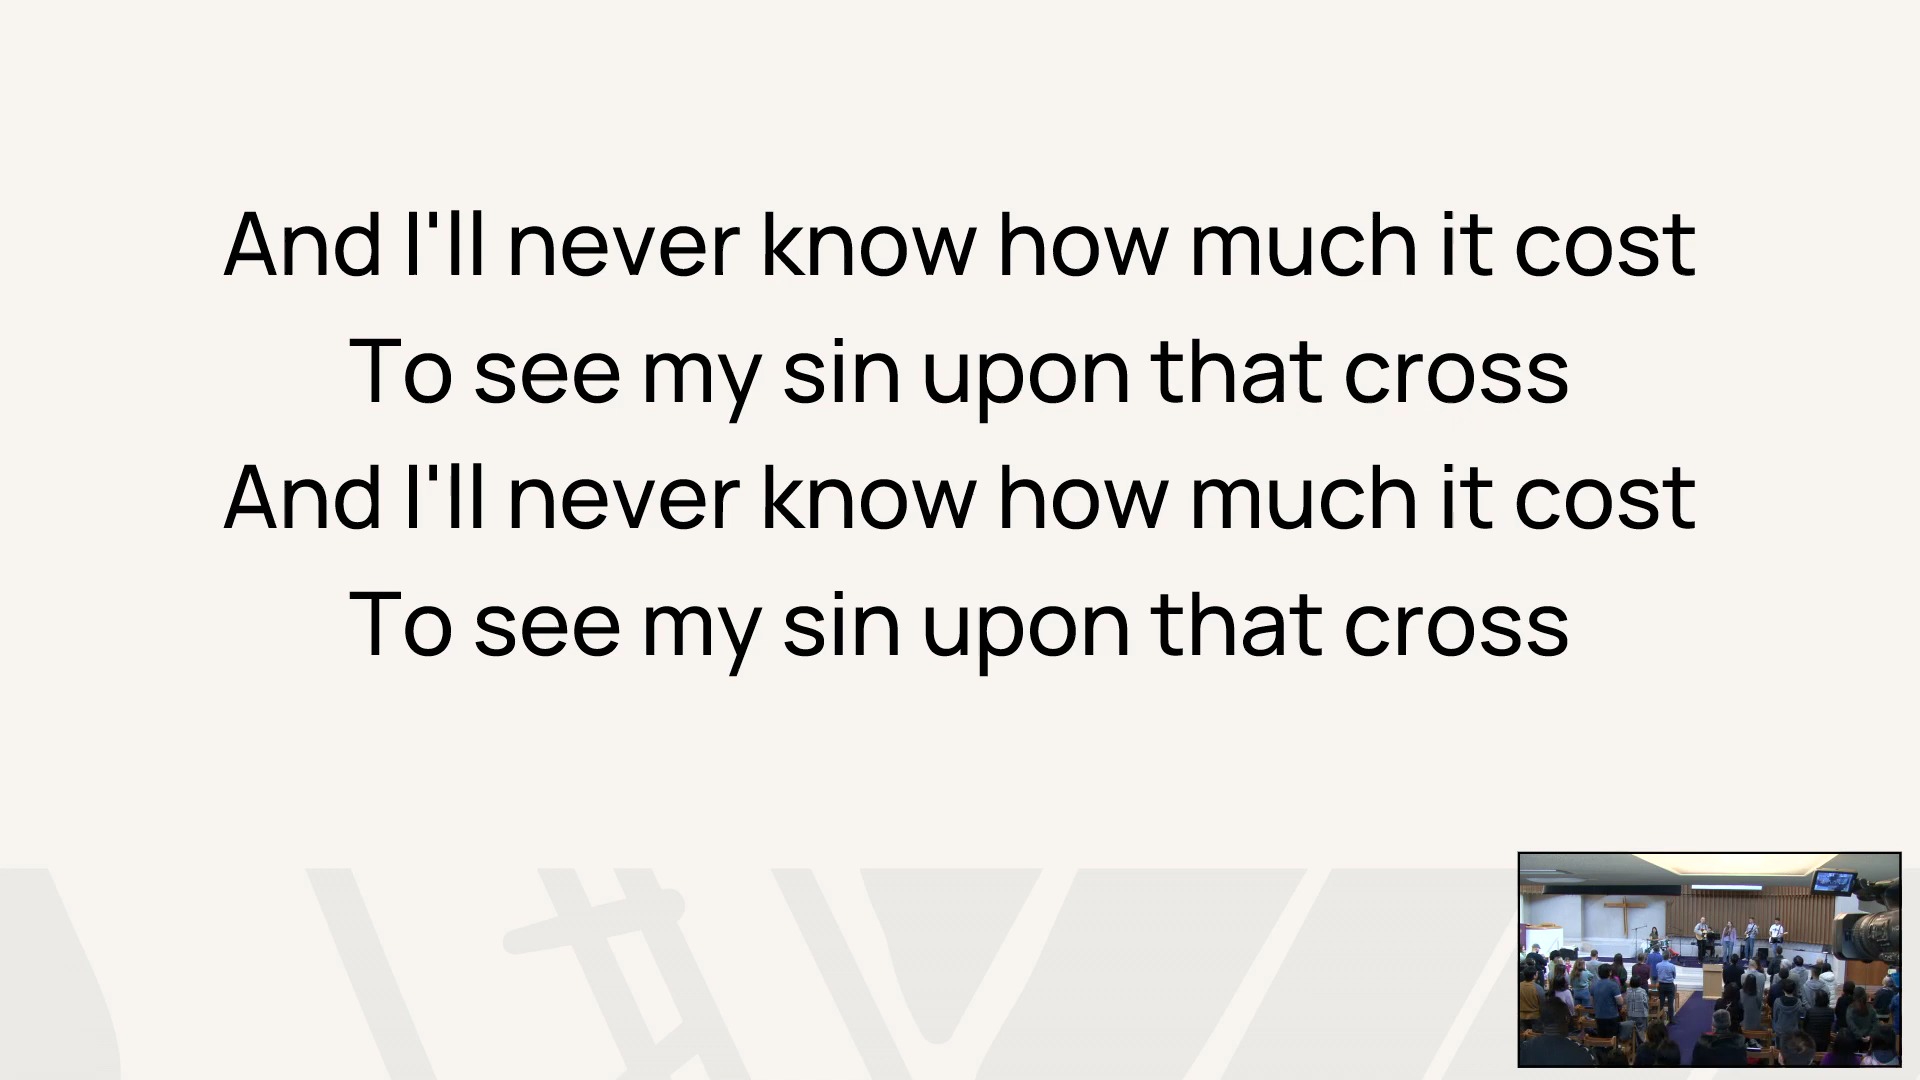 And I'll never know how much it cost
To see my sin upon that cross
And I'll never know how much it cost
To see my sin upon that cross